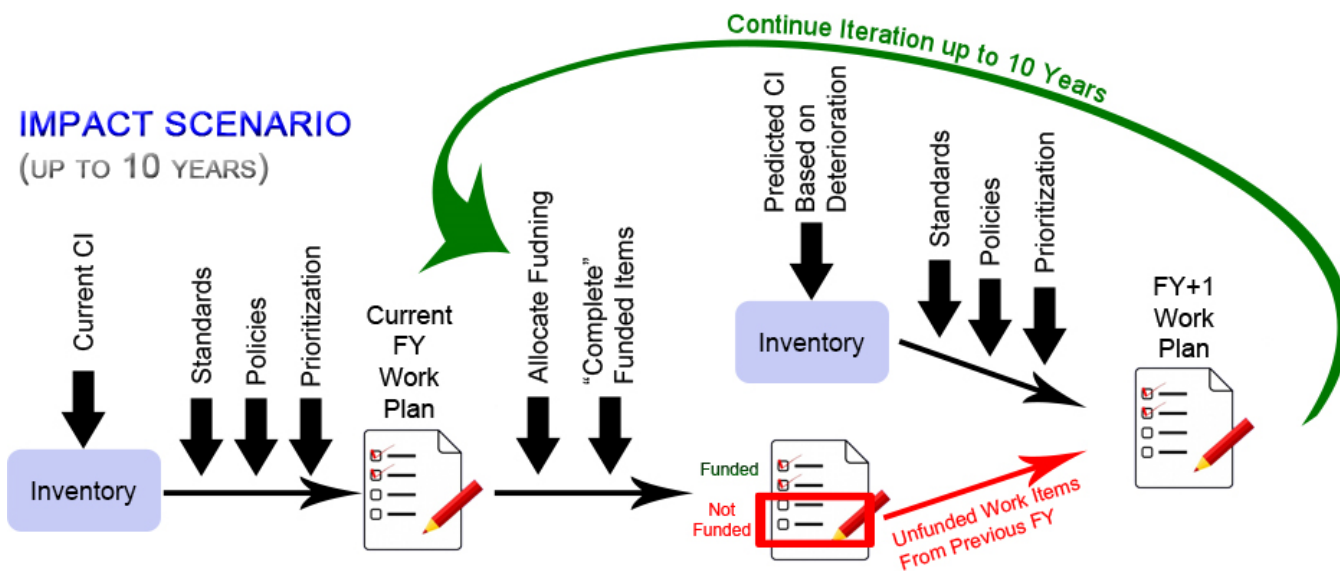 Continue Iteration up to 10 Years
IMPACT SCENARIO
(UP TO 10 YEARS)
Current CI
Inventory
Standards
Policies
Prioritization
Current
FY
Work
Plan
Allocate Fudning
“Complete”
Funded Items
Funded
Not
Funded
Predicted CI
Based on
Deterioration
Inventory
Standards
Policies
Prioritization
Unfunded Work Items
From Previous FY
FY+1
Work
Plan